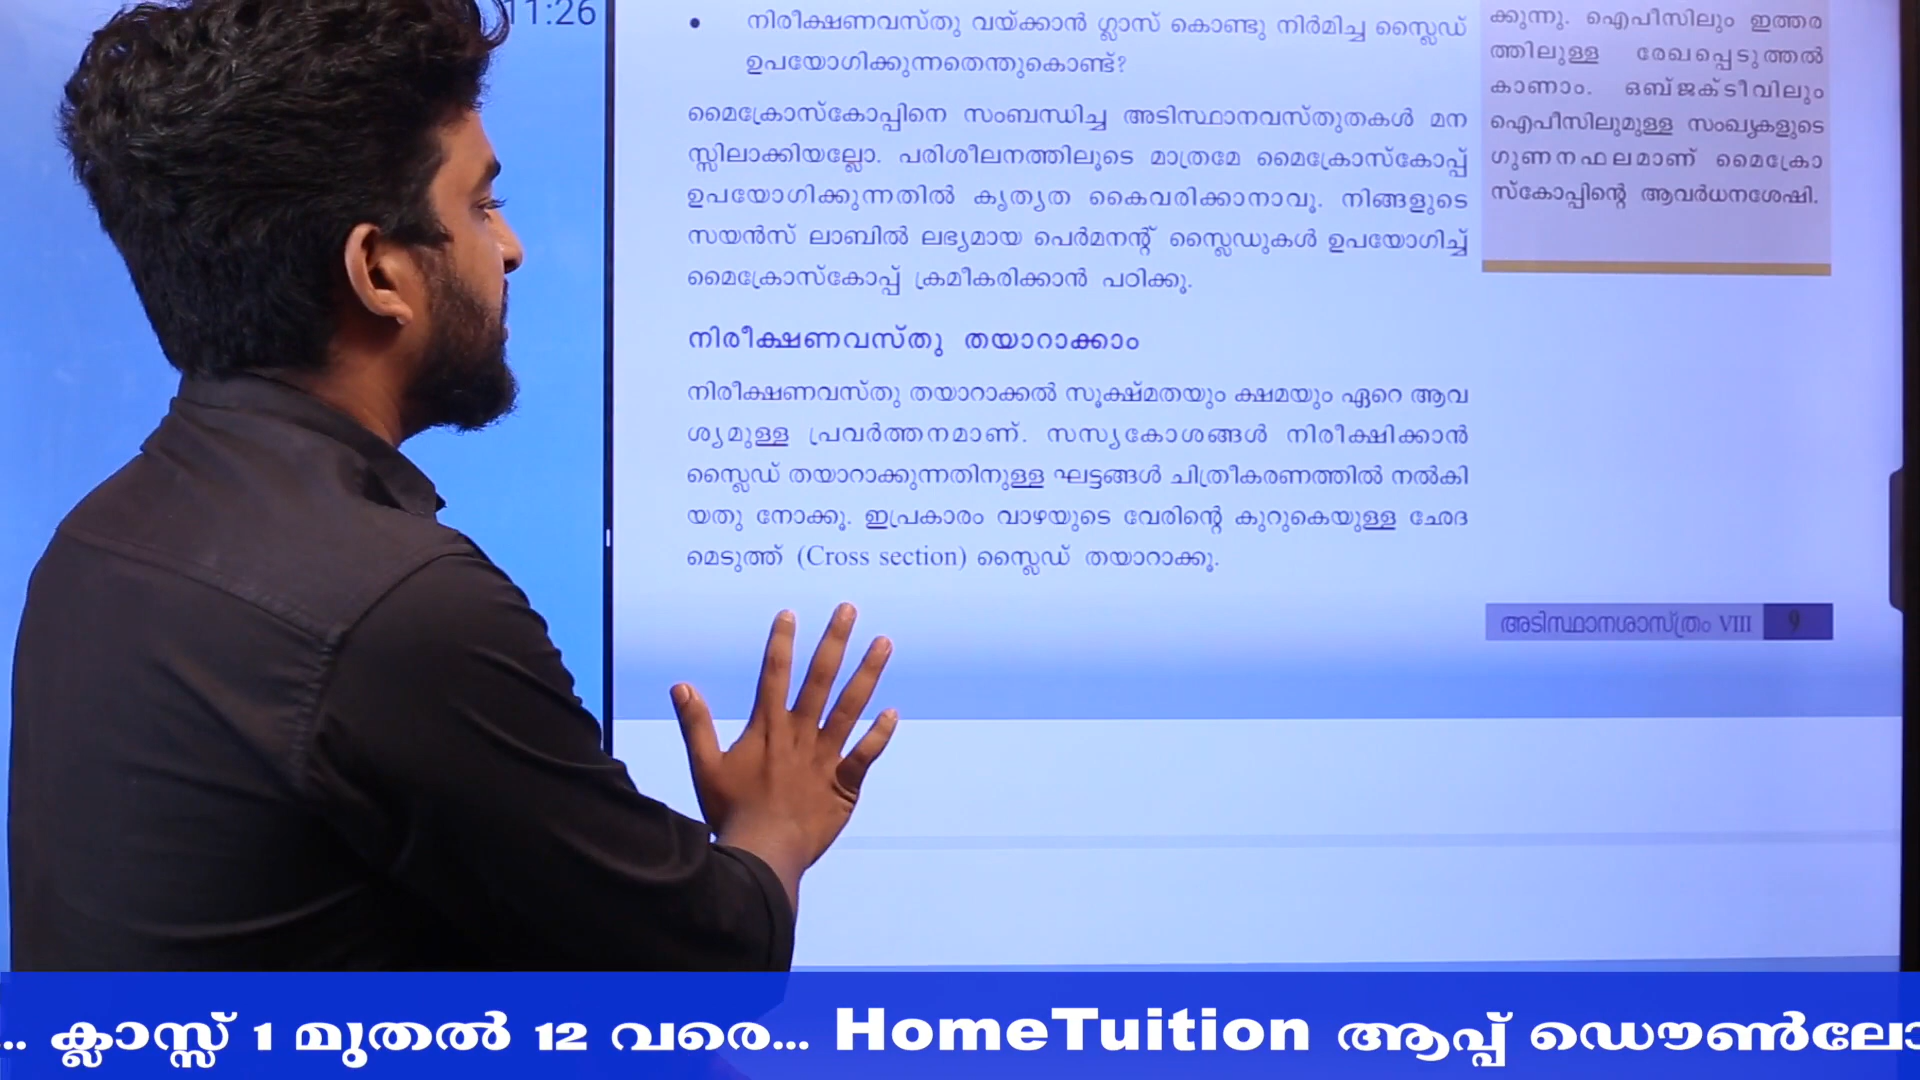 11:26
• നിരീക്ഷണവസ്തു വയ്ക്കാൻ ഗ്ലാസ് കൊണ്ടു നിർമിച്ച സ്ലൈഡ്
ഉപയോഗിക്കുന്നതെന്തുകൊണ്ട്?
മൈക്രോസ്കോപ്പിനെ സംബന്ധിച്ച അടിസ്ഥാനവസ്തുതകൾ മന
സ്സിലാക്കിയല്ലോ. പരിശീലനത്തിലൂടെ മാത്രമേ മൈക്രോസ്കോപ്പ്
ഉപയോഗിക്കുന്നതിൽ കൃത്യത കൈവരിക്കാനാവൂ. നിങ്ങളുടെ
സയൻസ് ലാബിൽ ലഭ്യമായ പെർമനന്റ് സ്ലൈഡുകൾ ഉപയോഗിച്ച്
മൈക്രോസ്കോപ്പ് ക്രമീകരിക്കാൻ പഠിക്കൂ.
നിരീക്ഷണവസ്തു തയാറാക്കാം
നിരീക്ഷണവസ്തു തയാറാക്കൽ സൂക്ഷ്മതയും ക്ഷമയും ഏറെ ആവ
ശ്യമുള്ള പ്രവർത്തനമാണ്. സസ്യകോശങ്ങൾ നിരീക്ഷിക്കാൻ
സ്ലൈഡ് തയാറാക്കുന്നതിനുള്ള ഘട്ടങ്ങൾ ചിത്രീകരണത്തിൽ നൽകി
യതു നോക്കൂ. ഇപ്രകാരം വാഴയുടെ വേരിന്റെ കുറുകെയുള്ള ഛേദ
മെടുത്ത് (Cross section) സ്ലൈഡ് തയാറാക്കൂ.
ക്കുന്നു. ഐപീസിലും ഇത്തര
ത്തിലുള്ള രേഖപ്പെടുത്തൽ
കാണാം. ഒബ്ജക്ടീവിലും
ഐപീസിലുമുള്ള സംഖ്യകളുടെ
ഗുണനഫലമാണ് മൈക്രോ
സ്കോപ്പിന്റെ ആവർധനശേഷി.
അടിസ്ഥാനശാസ്ത്രം VIII 9
... ക്ലാസ്സ് 1 മുതൽ 12 വരെ... HomeTuition ആപ്പ് ഡൌൺലോ